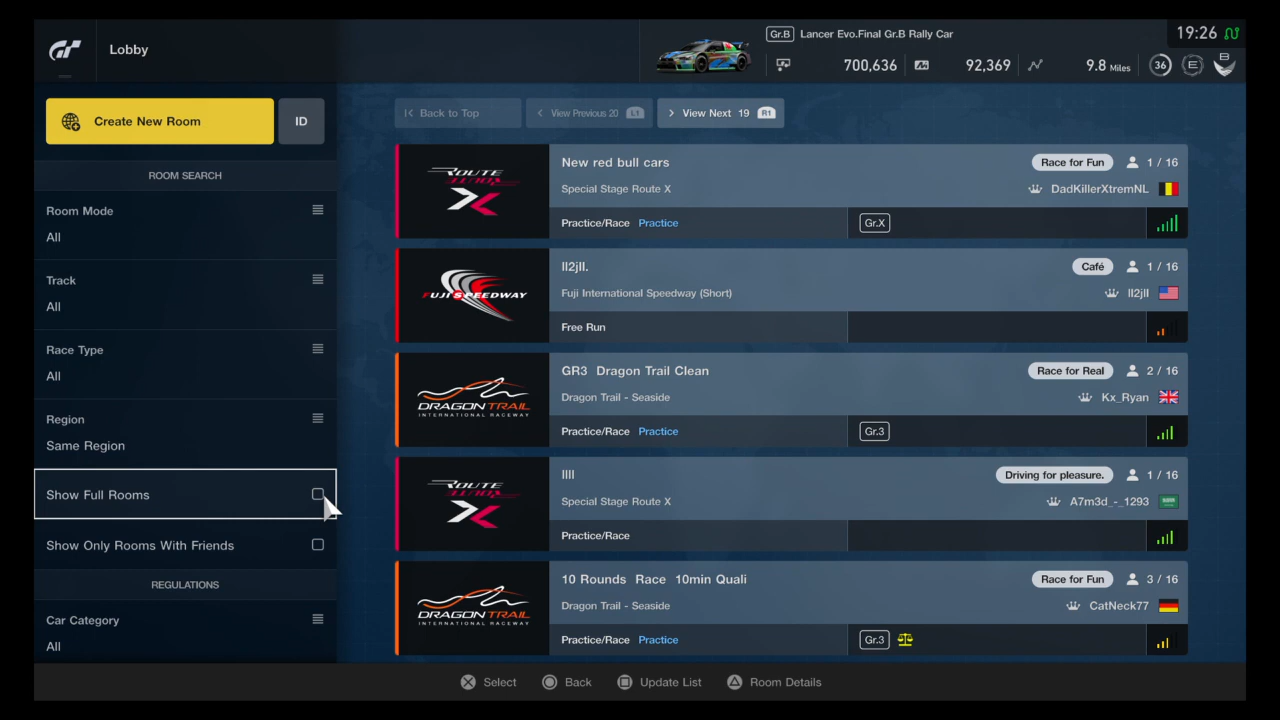 Lobby
Gr.B Lancer Evo.Final Gr.B Rally Car
19:26
700,636
92,369
9.8 Miles
36
E
B
Create New Room
ID
ROOM SEARCH
Room Mode
All
Track
All
Race Type
All
Region
Same Region
Show Full Rooms
Show Only Rooms With Friends
REGULATIONS
Car Category
All
Back to Top
View Previous 20 L1
View Next 19 R1
ROUTE
X
New red bull cars
Race for Fun
1 / 16
Special Stage Route X
DadKillerXtremNL
Practice/Race Practice
Gr.X
FUJI SPEEDWAY
II2jII.
Café
1 / 16
Fuji International Speedway (Short)
II2jII
Free Run
DRAGON TRAIL
INTERNATIONAL RACEWAY
GR3 Dragon Trail Clean
Race for Real
2 / 16
Dragon Trail - Seaside
Kx_Ryan
Practice/Race Practice
Gr.3
ROUTE
X
IIII
Driving for pleasure.
1 / 16
Special Stage Route X
A7m3d_-_1293
Practice/Race
DRAGON TRAIL
INTERNATIONAL RACEWAY
10 Rounds Race 10min Quali
Race for Fun
3 / 16
Dragon Trail - Seaside
CatNeck77
Practice/Race Practice
Gr.3
Select
Back
Update List
Room Details